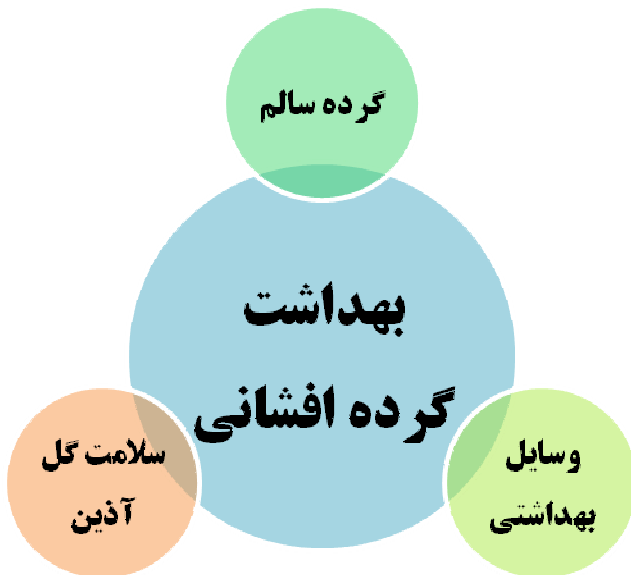 گرده سالم
بهداشت
گرده افشانی
وسایل
بهداشتی
سلامت گل
آذین